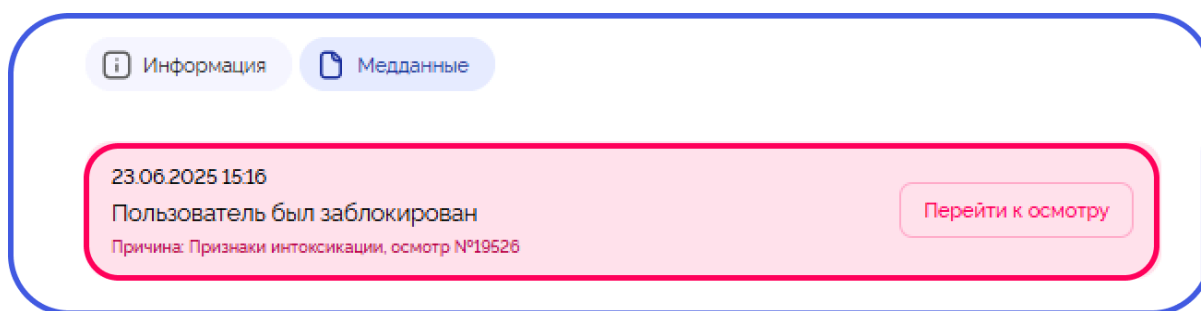 Информация
Медданные
23.06.2025 15:16
Пользователь был заблокирован
Причина: Признаки интоксикации, осмотр №19526
Перейти к осмотру